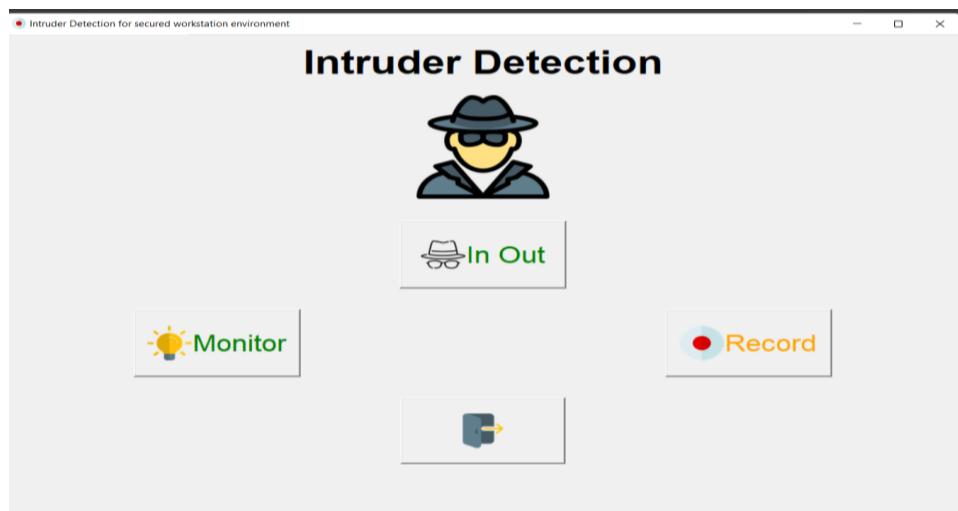 Intruder Detection for secured workstation environment
Intruder Detection
In Out
Monitor
Record